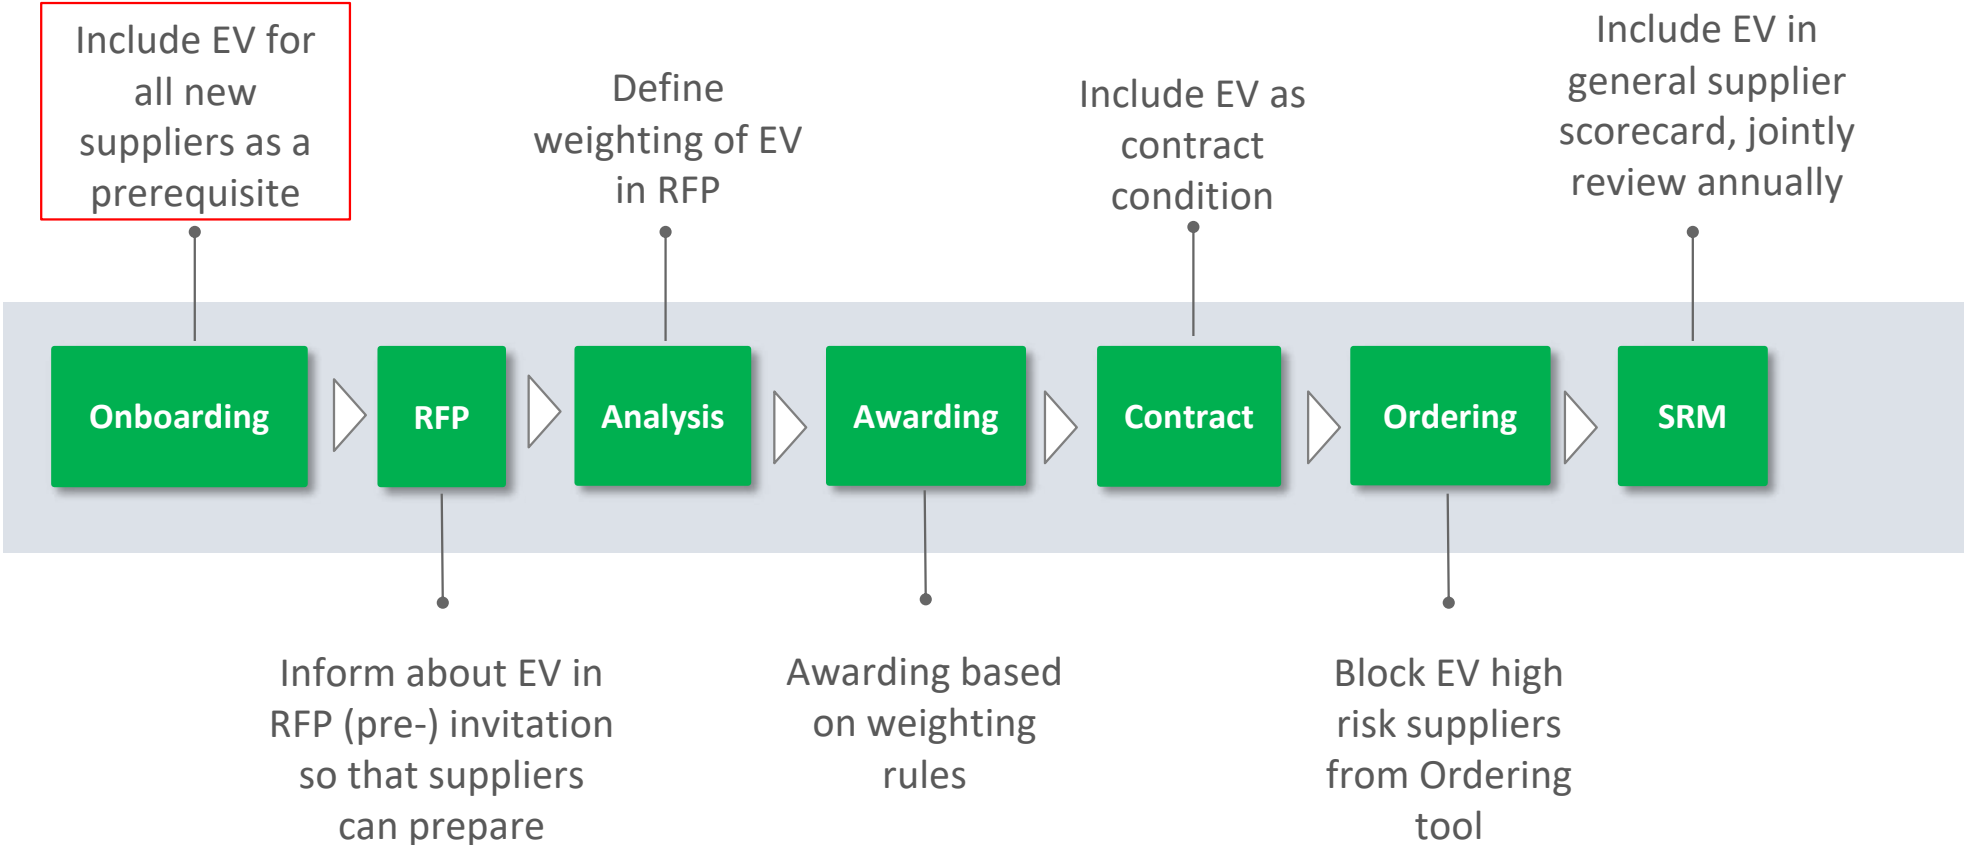 Include EV for
all new
suppliers as a
prerequisite
Define
weighting of EV
in RFP
Include EV as
contract
condition
Include EV in
general supplier
scorecard, jointly
review annually
Onboarding
RFP
Analysis
Awarding
Contract
Ordering
SRM
Inform about EV in
RFP (pre-) invitation
so that suppliers
can prepare
Awarding based
on weighting
rules
Block EV high
risk suppliers
from Ordering
tool